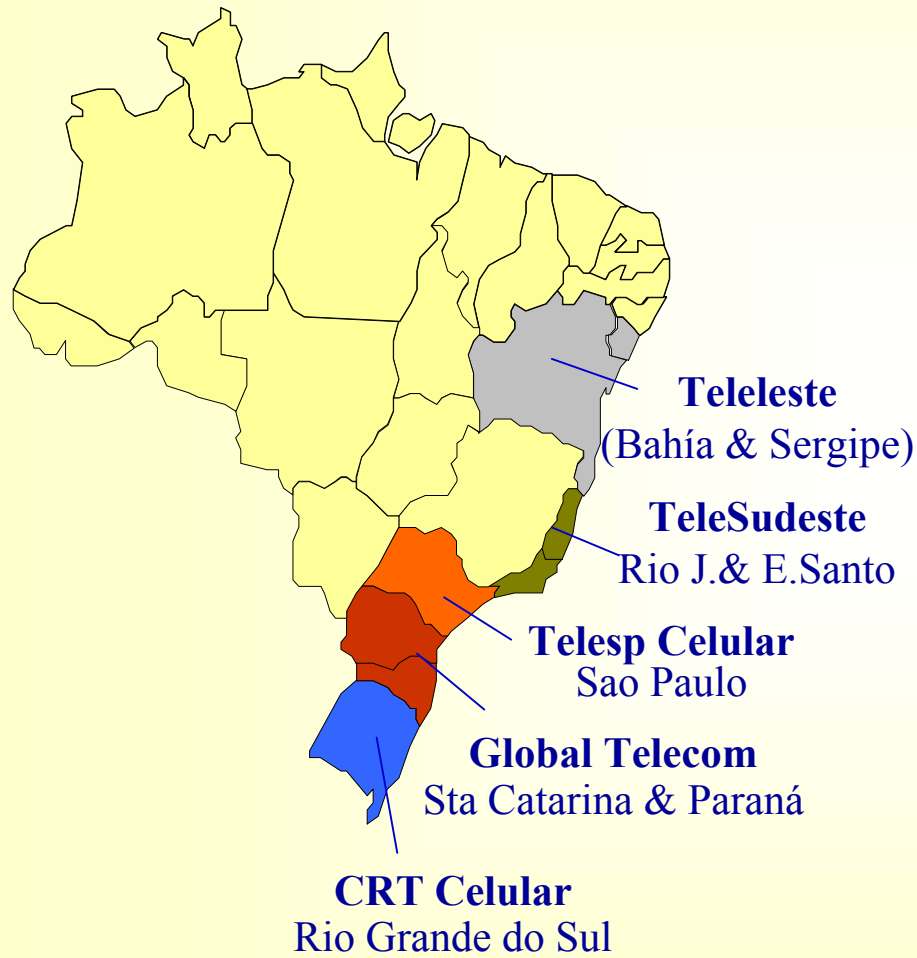 Teleleste
(Bahía & Sergipe)
TeleSudeste
Rio J.& E.Santo
Telesp Celular
Sao Paulo
Global Telecom
Sta Catarina & Paraná
CRT Celular
Rio Grande do Sul